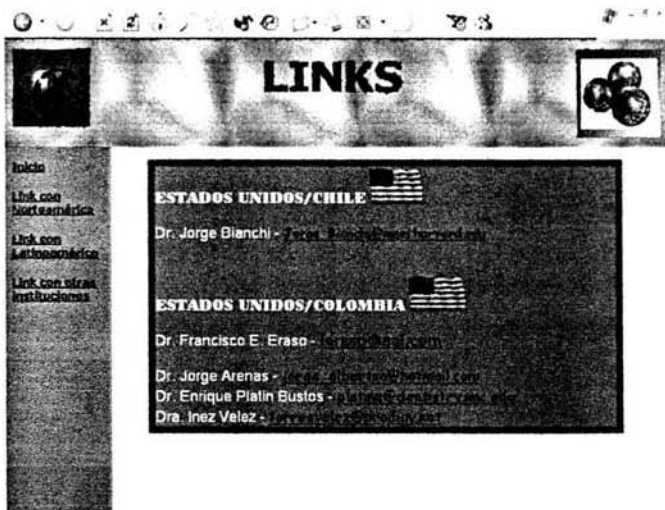 LINKS
Inicio
Link con
Norteamérica
Link con
Latinoamérica
Link con otras
instituciones
ESTADOS UNIDOS/CHILE
Dr. Jorge Bianchi -
ESTADOS UNIDOS/COLOMBIA
Dr. Francisco E. Eraso -
Dr. Jorge Arenas -
Dr. Enrique Platin Bustos -
Dra. Inez Velez -